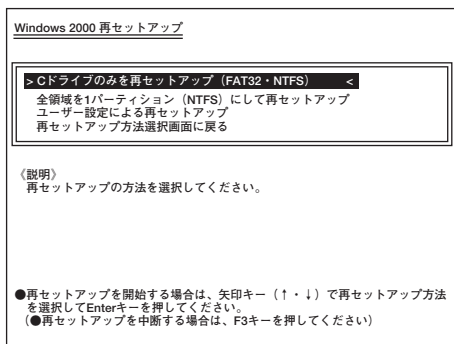 Windows 2000 再セットアップ
> Cドライブのみを再セットアップ（FAT32・NTFS） <
全領域を1パーティション（NTFS）にして再セットアップ
ユーザー設定による再セットアップ
再セットアップ方法選択画面に戻る
《説明》
再セットアップの方法を選択してください。
●再セットアップを開始する場合は、矢印キー（↑・↓）で再セットアップ方法
を選択してEnterキーを押してください。
（●再セットアップを中断する場合は、F3キーを押してください）